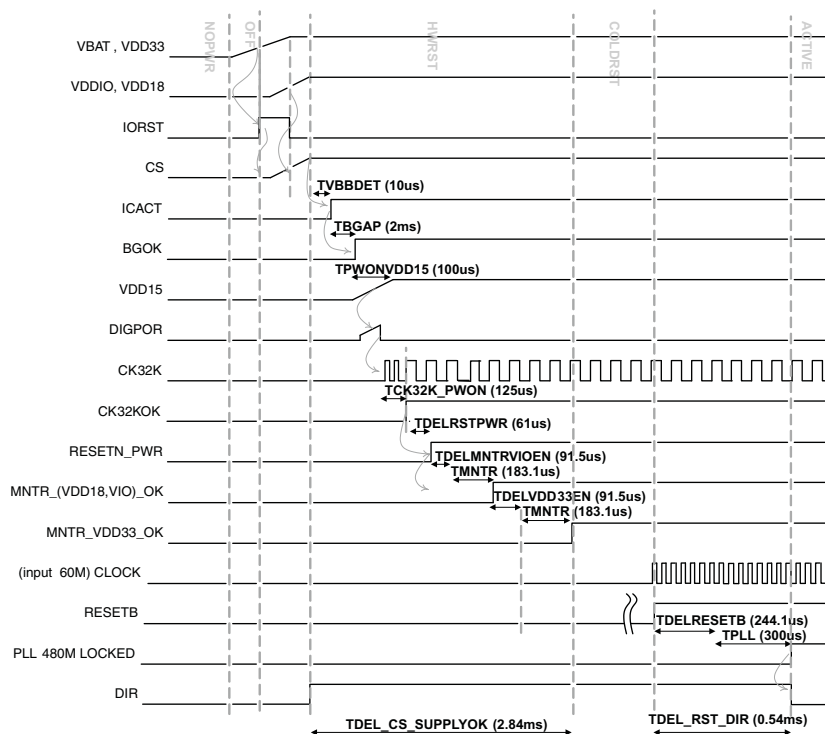 NOPWR
OFF
HWRST
COLDRST
ACTIVE
VBAT , VDD33
VDDIO, VDD18
IORST
CS
TVBBDET (10us)
ICACT
TBGAP (2ms)
BGOK
TPWONVDD15 (100us)
VDD15
DIGPOR
CK32K
TCK32K_PWON (125us)
CK32KOK
TDELRSTPWR (61us)
RESETN_PWR
TDELMNTRVIOEN (91.5us)
TMNTR (183.1us)
MNTR_(VDD18,VIO)_OK
TDELVDD33EN (91.5us)
TMNTR (183.1us)
MNTR_VDD33_OK
(input 60M) CLOCK
RESETB
TDELRESETB (244.1us)
TPLL (300us)
PLL 480M LOCKED
DIR
TDEL_CS_SUPPLYOK (2.84ms)
TDEL_RST_DIR (0.54ms)